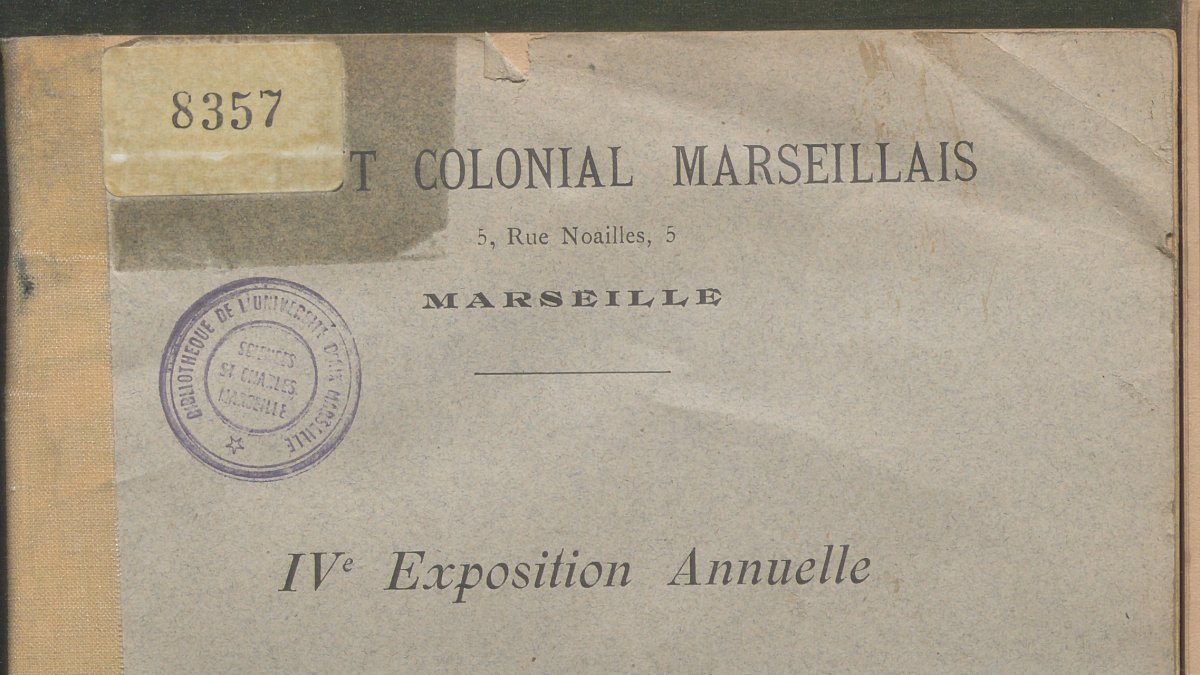 8357
T COLONIAL MARSEILLAIS
5, Rue Noailles, 5
MARSEILLE
BIBLIOTHEQUE DE L'UNIVERSITÉ D'AIX MARSEILLE
SCIENCES
ST CHARLES
MARSEILLE
IVe Exposition Annuelle